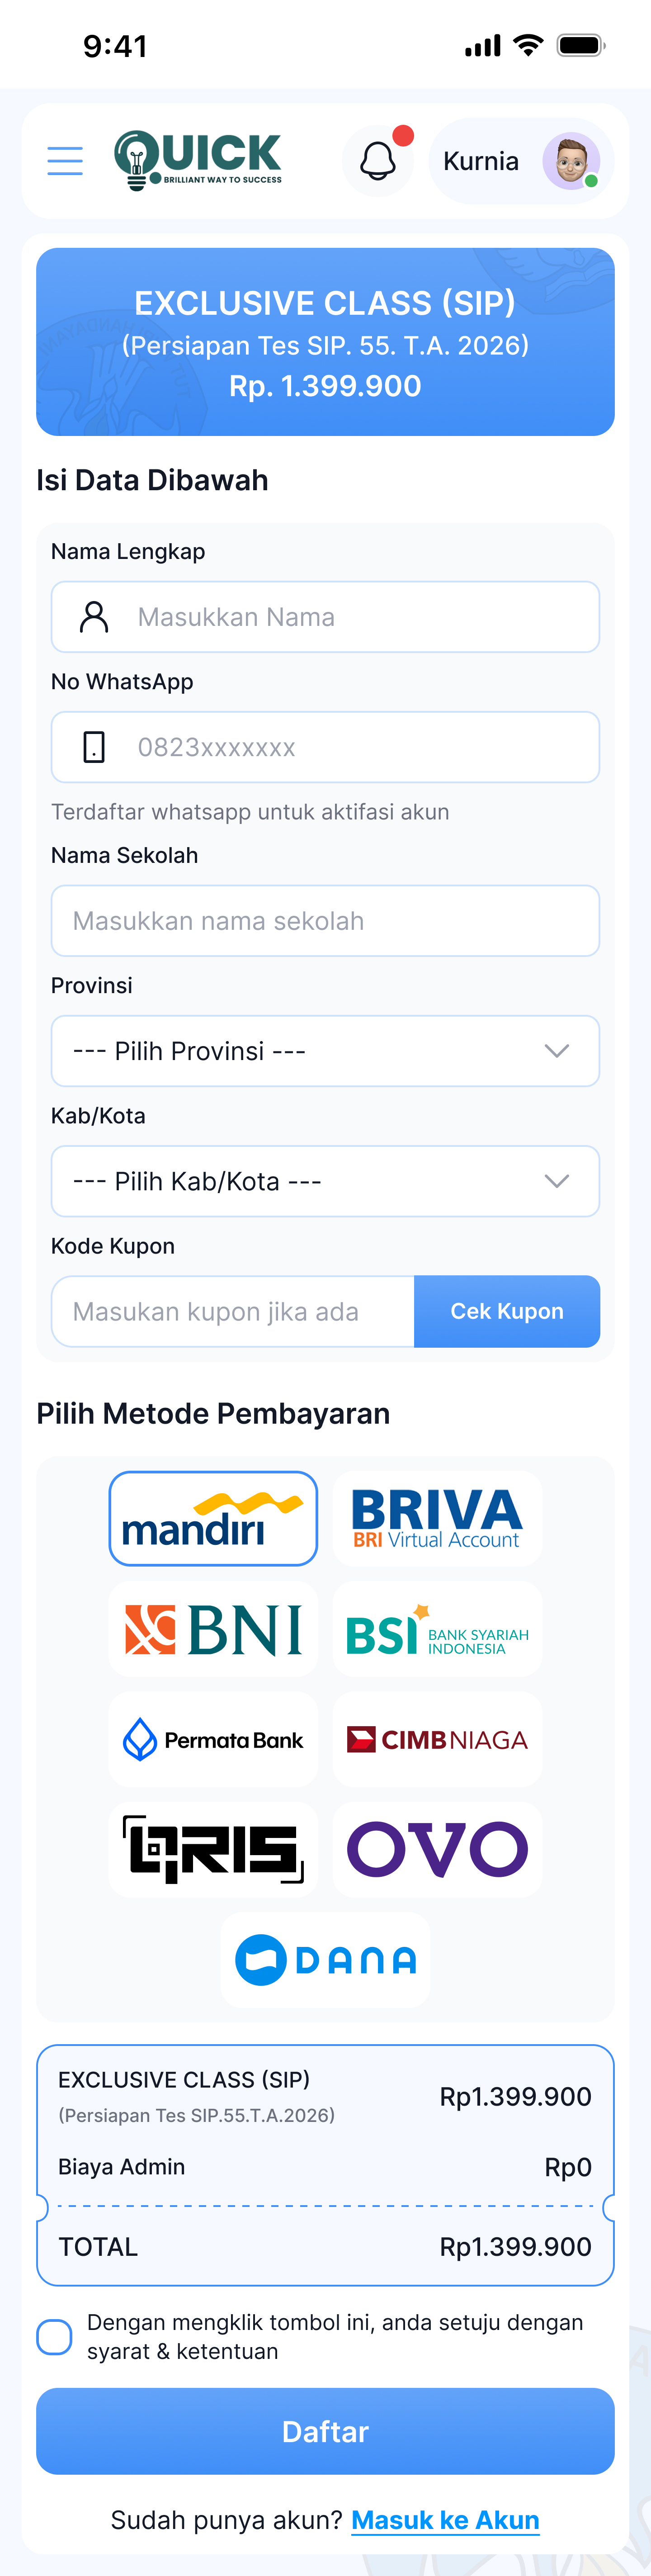 9:41
QUICK
BRILLIANT WAY TO SUCCESS
Kurnia
EXCLUSIVE CLASS (SIP)
(Persiapan Tes SIP. 55. T.A. 2026)
Rp. 1.399.900
Isi Data Dibawah
Nama Lengkap
Masukkan Nama
No WhatsApp
0823xxxxxxx
Terdaftar whatsapp untuk aktifasi akun
Nama Sekolah
Masukkan nama sekolah
Provinsi
--- Pilih Provinsi ---
Kab/Kota
--- Pilih Kab/Kota ---
Kode Kupon
Masukan kupon jika ada
Cek Kupon
Pilih Metode Pembayaran
mandiri
BRIVA
BRI Virtual Account
BNI
BSI BANK SYARIAH
INDONESIA
Permata Bank
CIMB NIAGA
QRIS
OVO
DANA
EXCLUSIVE CLASS (SIP)
Rp1.399.900
(Persiapan Tes SIP.55.T.A.2026)
Biaya Admin
Rp0
TOTAL
Rp1.399.900
Dengan mengklik tombol ini, anda setuju dengan
syarat & ketentuan
Daftar
Sudah punya akun? Masuk ke Akun